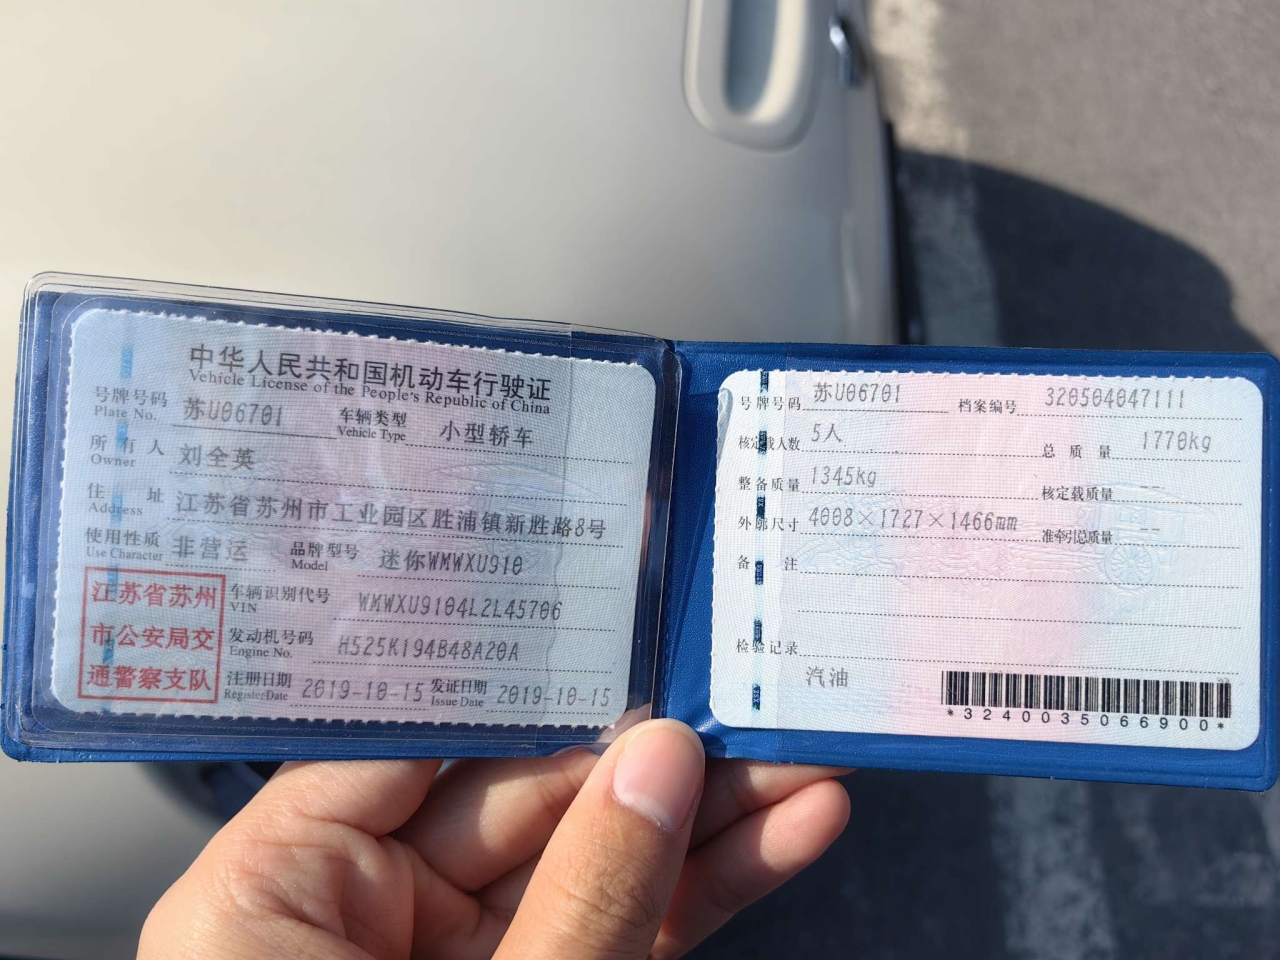 中华人民共和国机动车行驶证
Vehicle License of the People's Republic of China
号牌号码 苏U06701 车辆类型 小型轿车
Plate No. Vehicle Type
所有人 刘全英
Owner
住址 江苏省苏州市工业园区胜浦镇新胜路8号
Address
使用性质 非营运 品牌型号 迷你WMWXU910
Use Character Model
江苏省苏州
市公安局交
通警察支队
车辆识别代号 WMWXU9104L2L45706
VIN
发动机号码 H525K194B48A20A
Engine No.
注册日期 2019-10-15 发证日期 2019-10-15
Register Date Issue Date
号牌号码 苏U06701 档案编号 320504047111
核定载人数 5人 总质量 1770kg
整备质量 1345kg 核定载质量 --
外廓尺寸 4008×1727×1466mm 准牵引总质量 --
备注
检验记录
汽油
*3240035066900*